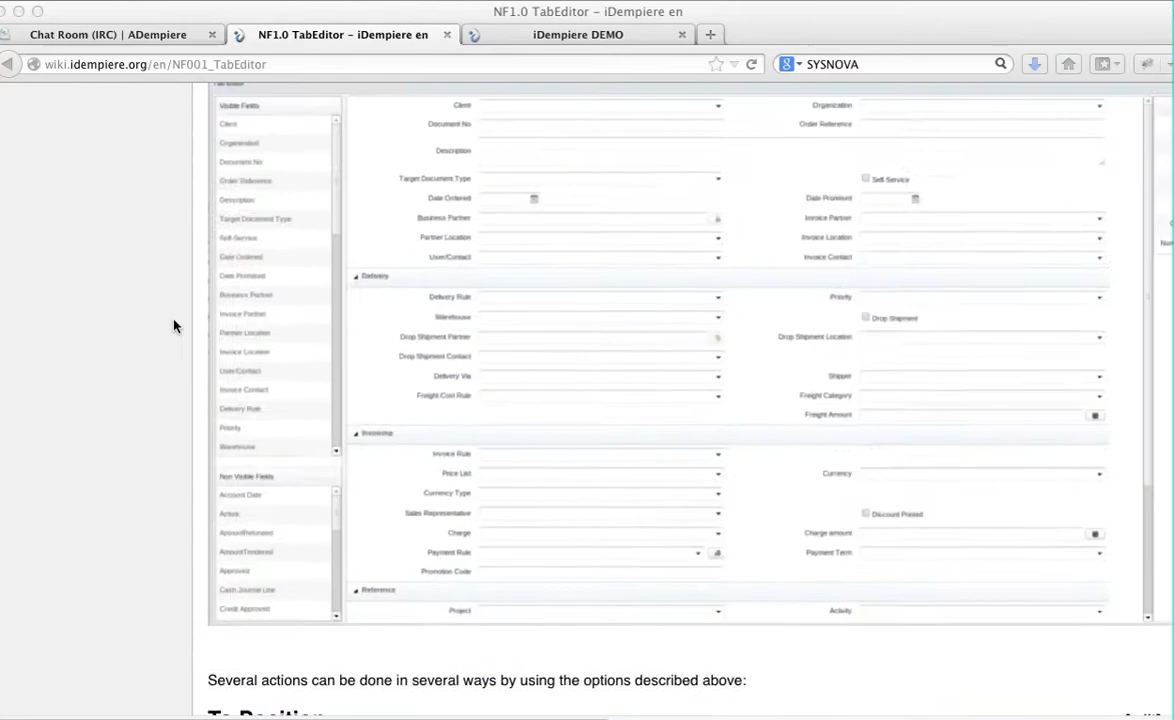 NF1.0 TabEditor – iDempiere en
Chat Room (IRC) | ADempiere
NF1.0 TabEditor – iDempiere en
iDempiere DEMO
wiki.idempiere.org/en/NF001_TabEditor
SYSNOVA
Visible Fields
Client
Organization
Document No
Order Reference
Description
Target Document Type
Self-Service
Date Ordered
Date Promised
Business Partner
Invoice Partner
Partner Location
Invoice Location
User/Contact
Invoice Contact
Delivery Rule
Priority
Warehouse
Non Visible Fields
Account Date
Active
AmountRefunded
AmountTendered
Approved
Cash Journal Line
Credit Approved
Client Organization
Document No Order Reference
Description
Target Document Type Self-Service
Date Ordered Date Promised
Business Partner Invoice Partner
Partner Location Invoice Location
User/Contact Invoice Contact
Delivery
Delivery Rule Priority
Warehouse Drop Shipment
Drop Shipment Partner Drop Shipment Location
Drop Shipment Contact
Delivery Via Shipper
Freight Cost Rule Freight Category
Freight Amount
Invoicing
Invoice Rule
Price List Currency
Currency Type
Sales Representative Discount Printed
Charge Charge amount
Payment Rule Payment Term
Promotion Code
Reference
Project Activity
Several actions can be done in several ways by using the options described above:
To Position